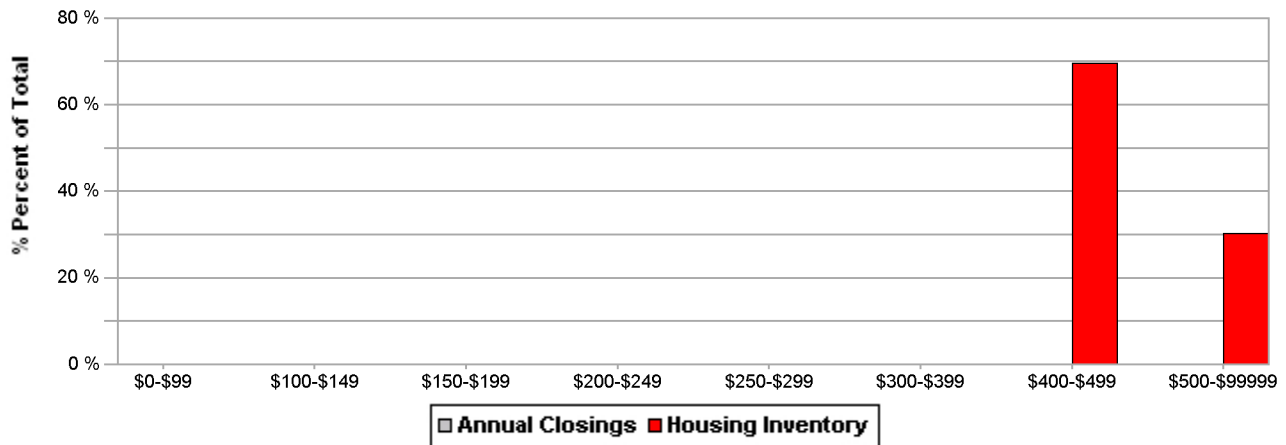 % Percent of Total
80 %
60 %
40 %
20 %
0 %
$0-$99 $100-$149 $150-$199 $200-$249 $250-$299 $300-$399 $400-$499 $500-$99999
Annual Closings Housing Inventory